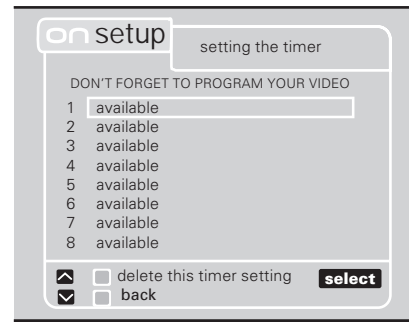 on setup
setting the timer
DON'T FORGET TO PROGRAM YOUR VIDEO
1 available
2 available
3 available
4 available
5 available
6 available
7 available
8 available
delete this timer setting
select
back